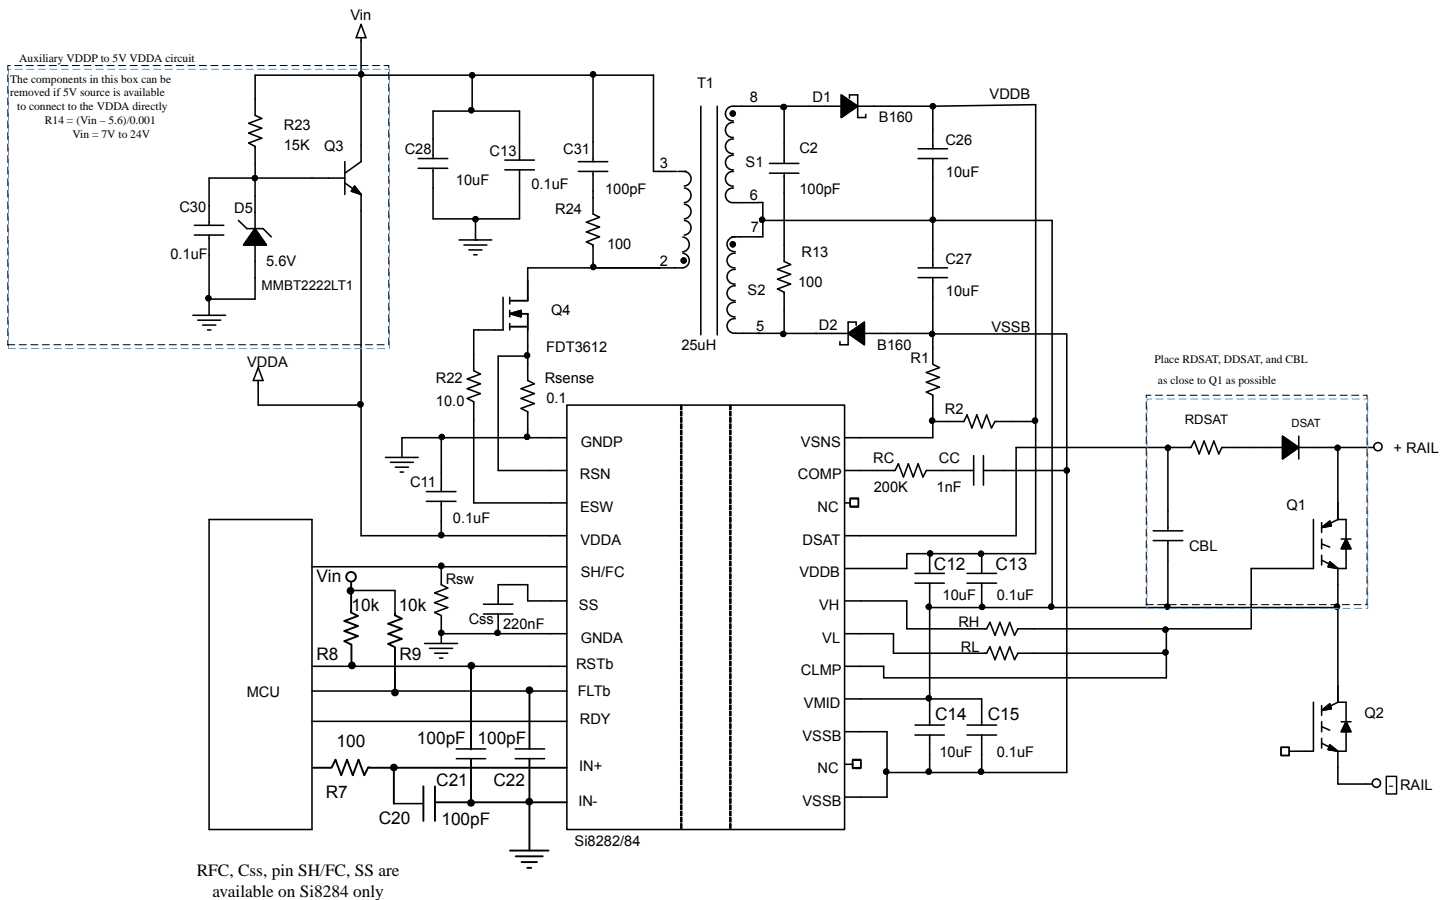 Vin
Auxiliary VDDP to 5V VDDA circuit
The components in this box can be
removed if 5V source is available
to connect to the VDDA directly
R14 = (Vin – 5.6)/0.001
Vin = 7V to 24V
R23
15K
Q3
C30
0.1uF
D5
5.6V
MMBT2222LT1
VDDA
C28
10uF
C13
0.1uF
C31
100pF
R24
100
3
2
T1
25uH
8
S1
6
7
S2
5
D1
B160
C2
100pF
R13
100
D2
B160
VDDB
C26
10uF
C27
10uF
VSSB
Q4
FDT3612
R22
10.0
Rsense
0.1
R1
R2
C11
0.1uF
GNDP
RSN
ESW
VDDA
SH/FC
SS
GNDA
RSTb
FLTb
RDY
IN+
IN-
VSNS
COMP
NC
DSAT
VDDB
VH
VL
CLMP
VMID
VSSB
NC
VSSB
Si8282/84
RC
200K
CC
1nF
C12
10uF
C13
0.1uF
RH
RL
C14
10uF
C15
0.1uF
Place RDSAT, DDSAT, and CBL
as close to Q1 as possible
RDSAT
DSAT
+ RAIL
Q1
CBL
Q2
- RAIL
MCU
Vin
10k
10k
R8
R9
Rsw
Css
220nF
100pF
100pF
C21
C22
100
R7
C20
100pF
RFC, Css, pin SH/FC, SS are
available on Si8284 only